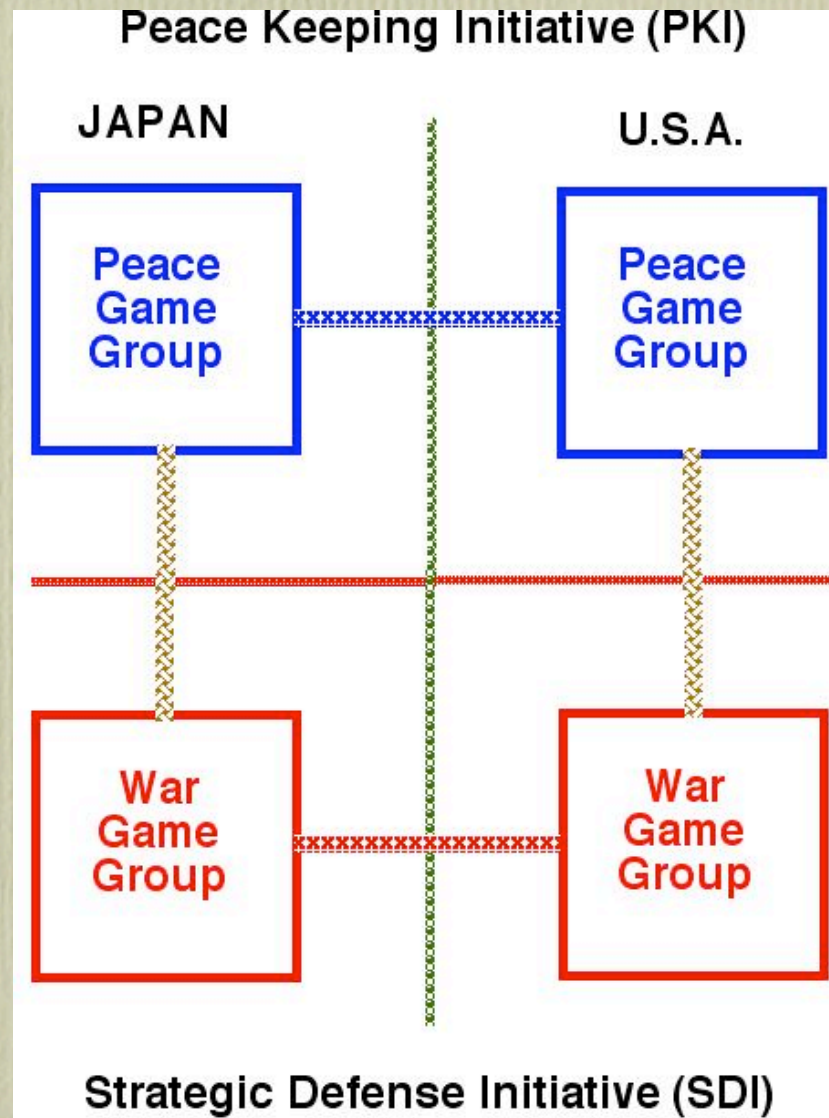 Peace Keeping Initiative (PKI)
JAPAN
U.S.A.
Peace
Game
Group
Peace
Game
Group
War
Game
Group
War
Game
Group
Strategic Defense Initiative (SDI)